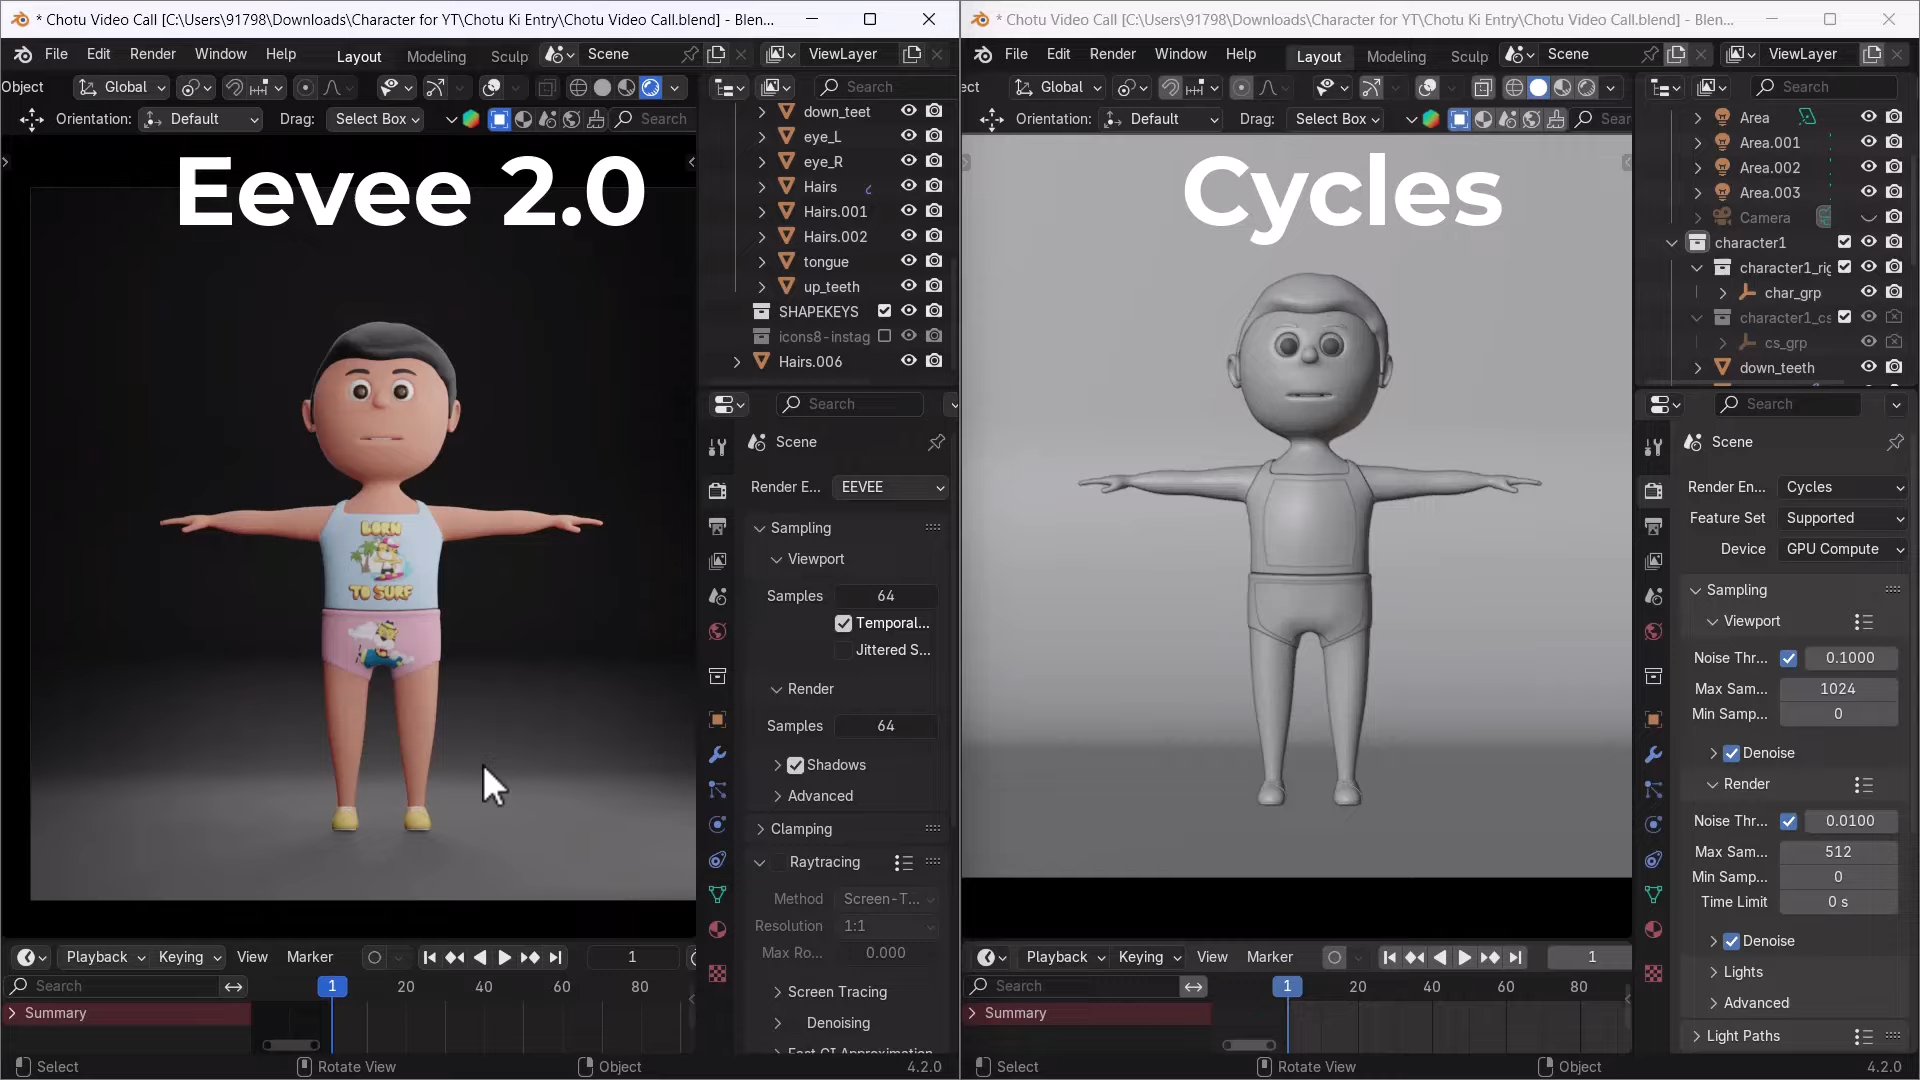 * Chotu Video Call [C:\Users\91798\Downloads\Character for YT\Chotu Ki Entry\Chotu Video Call.blend] - Blen...
File Edit Render Window Help Layout Modeling Sculp Scene ViewLayer
Object Global Search
Orientation: Default Drag: Select Box Search
Eevee 2.0
down_teet
eye_L
eye_R
Hairs
Hairs.001
Hairs.002
tongue
up_teeth
SHAPEKEYS
icons8-instag
Hairs.006
Search
Scene
Render E... EEVEE
Sampling
Viewport
Samples 64
Temporal...
Jittered S...
Render
Samples 64
Shadows
Advanced
Clamping
Raytracing
Method Screen-T...
Resolution 1:1
Max Ro... 0.000
Screen Tracing
Denoising
Fast GI Approximation
BORN
TO SURF
Playback Keying View Marker 1
Search 1 20 40 60 80
Summary
Select Rotate View Object 4.2.0
* Chotu Video Call [C:\Users\91798\Downloads\Character for YT\Chotu Ki Entry\Chotu Video Call.blend] - Blen...
File Edit Render Window Help Layout Modeling Sculp Scene ViewLayer
ect Global Search
Orientation: Default Drag: Select Box Sear
Cycles
Area
Area.001
Area.002
Area.003
Camera
character1
character1_rig
char_grp
character1_cs
cs_grp
down_teeth
Search
Scene
Render En... Cycles
Feature Set Supported
Device GPU Compute
Sampling
Viewport
Noise Thr... 0.1000
Max Sam... 1024
Min Samp... 0
Denoise
Render
Noise Thr... 0.0100
Max Sam... 512
Min Samp... 0
Time Limit 0 s
Denoise
Lights
Advanced
Light Paths
Playback Keying View Marker 1
Search 1 20 40 60 80
Summary
Select Rotate View Object 4.2.0